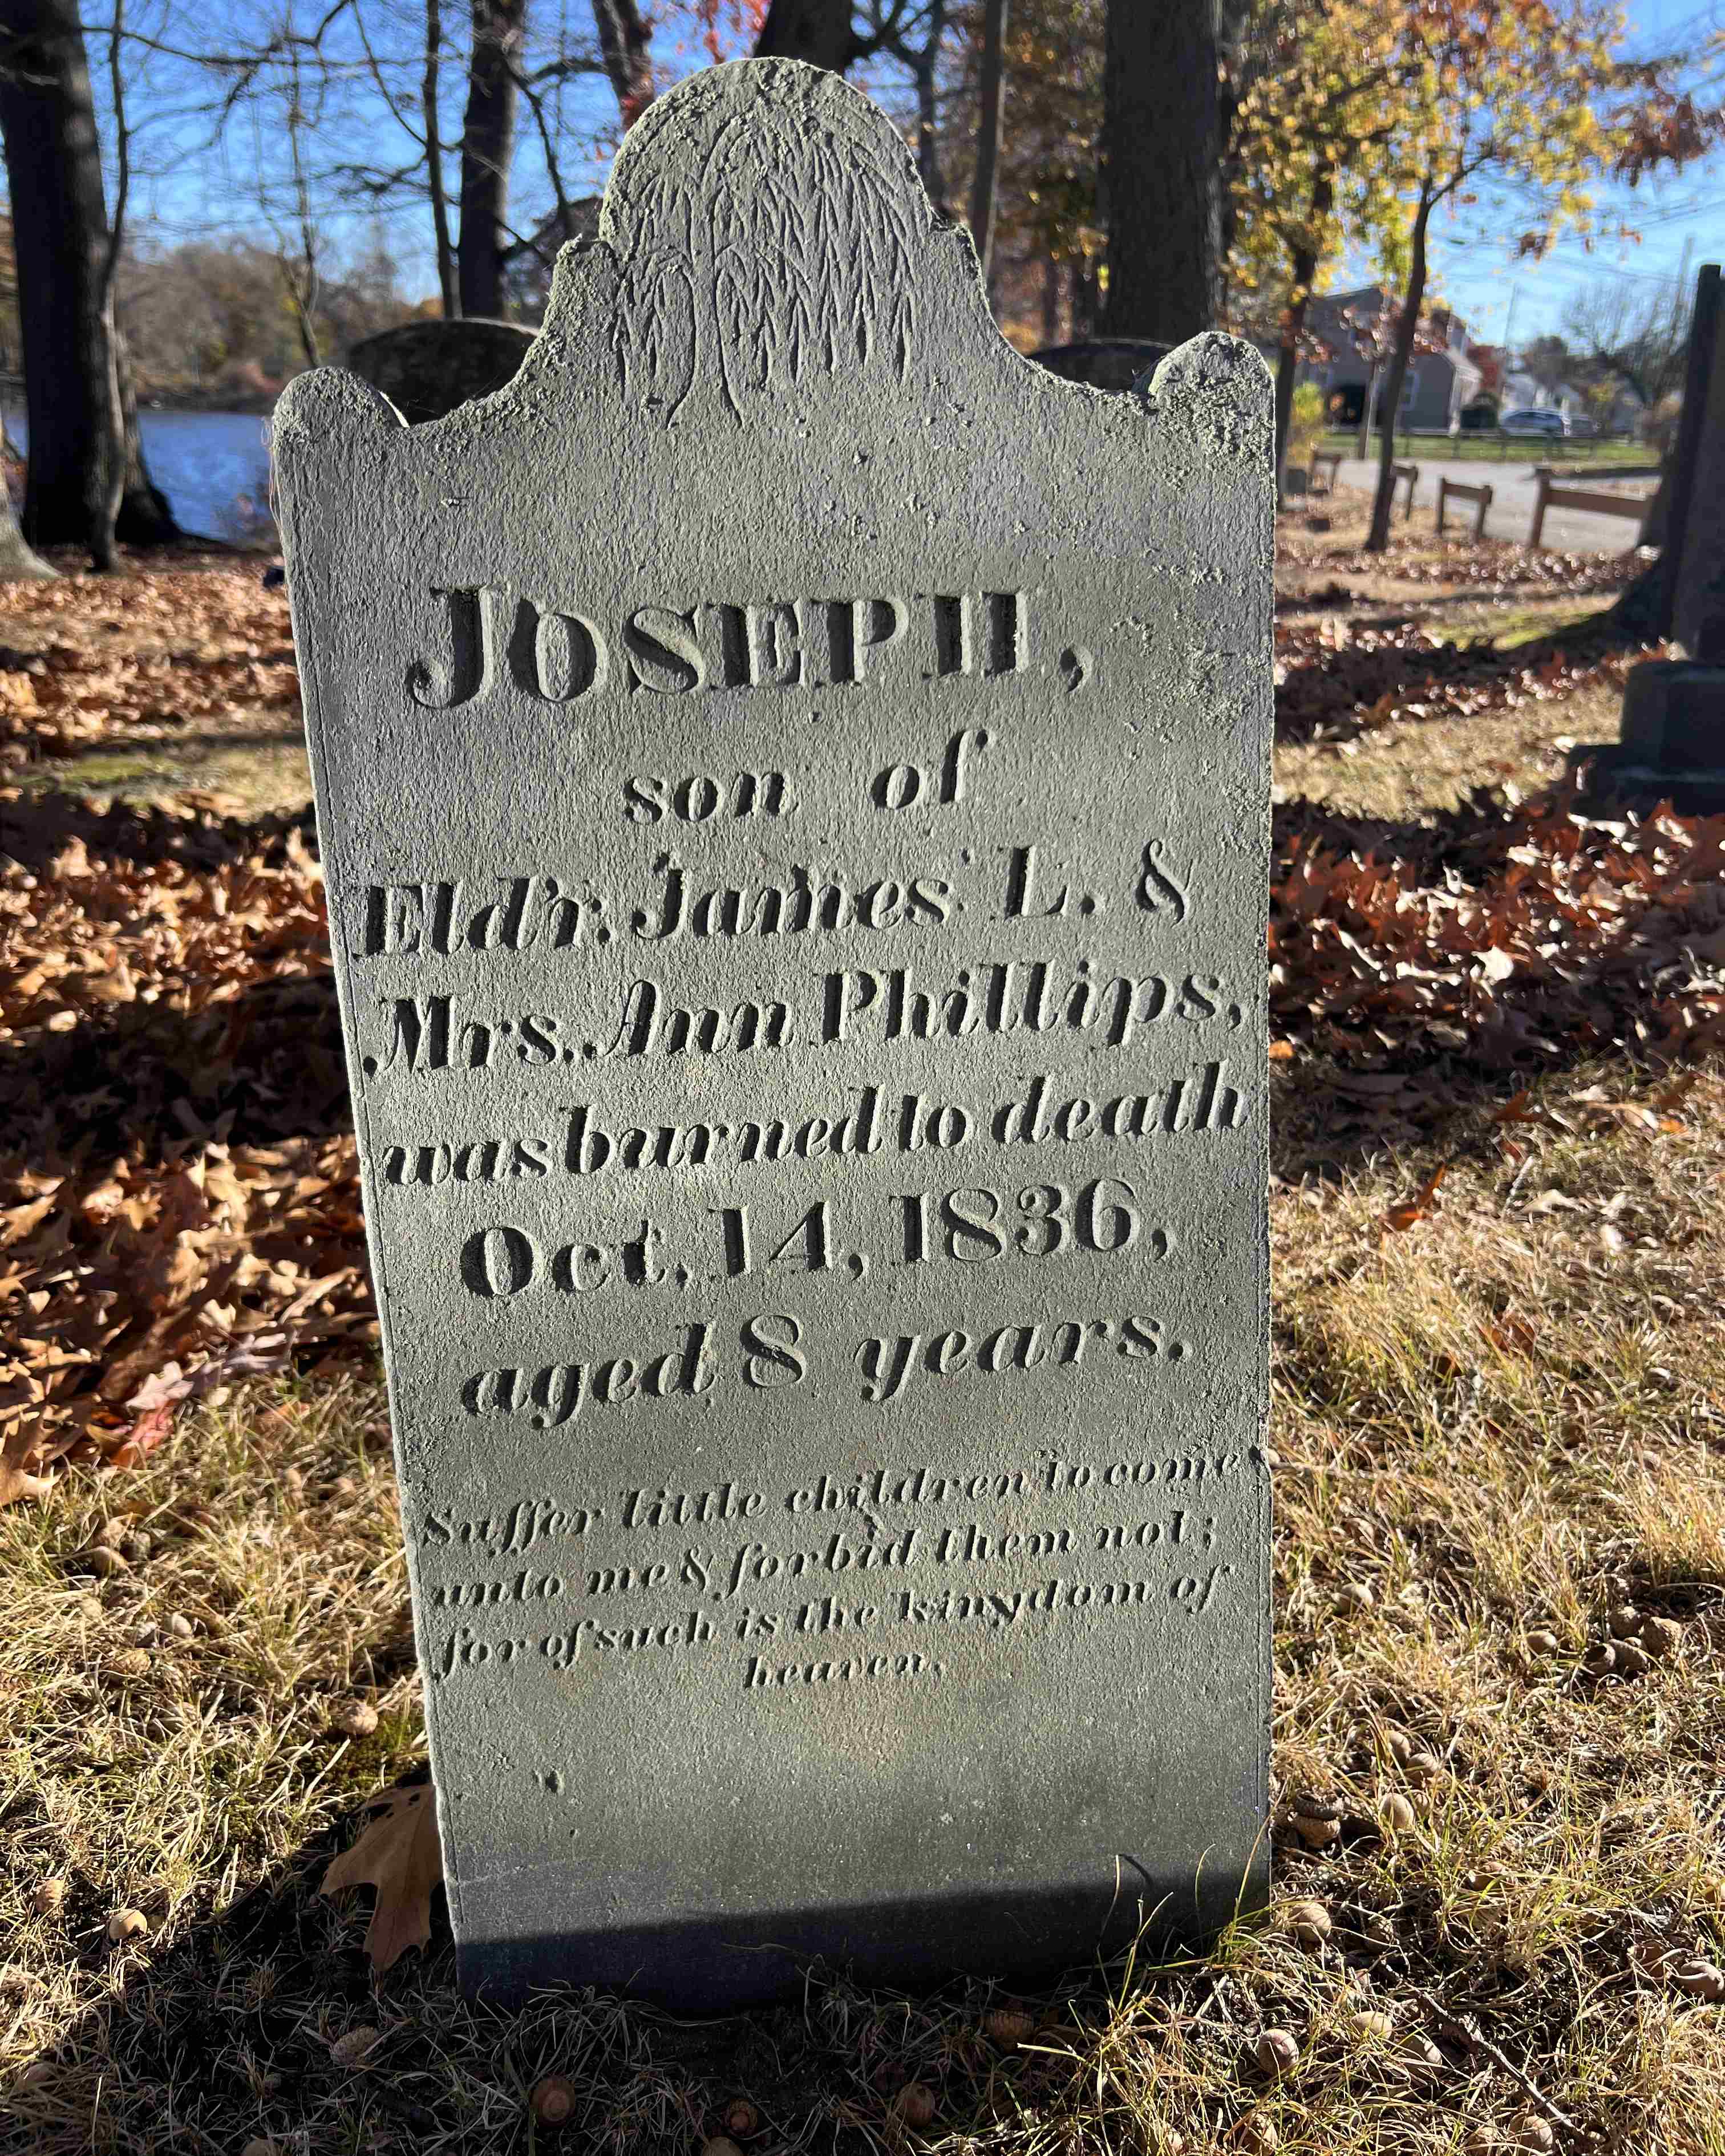 JOSEPH,
son of
Eld'r. James L. &
Mrs. Ann Phillips,
was burned to death
Oct. 14, 1836,
aged 8 years.
Suffer little children to come
unto me & forbid them not;
for of such is the kingdom of
heaven.